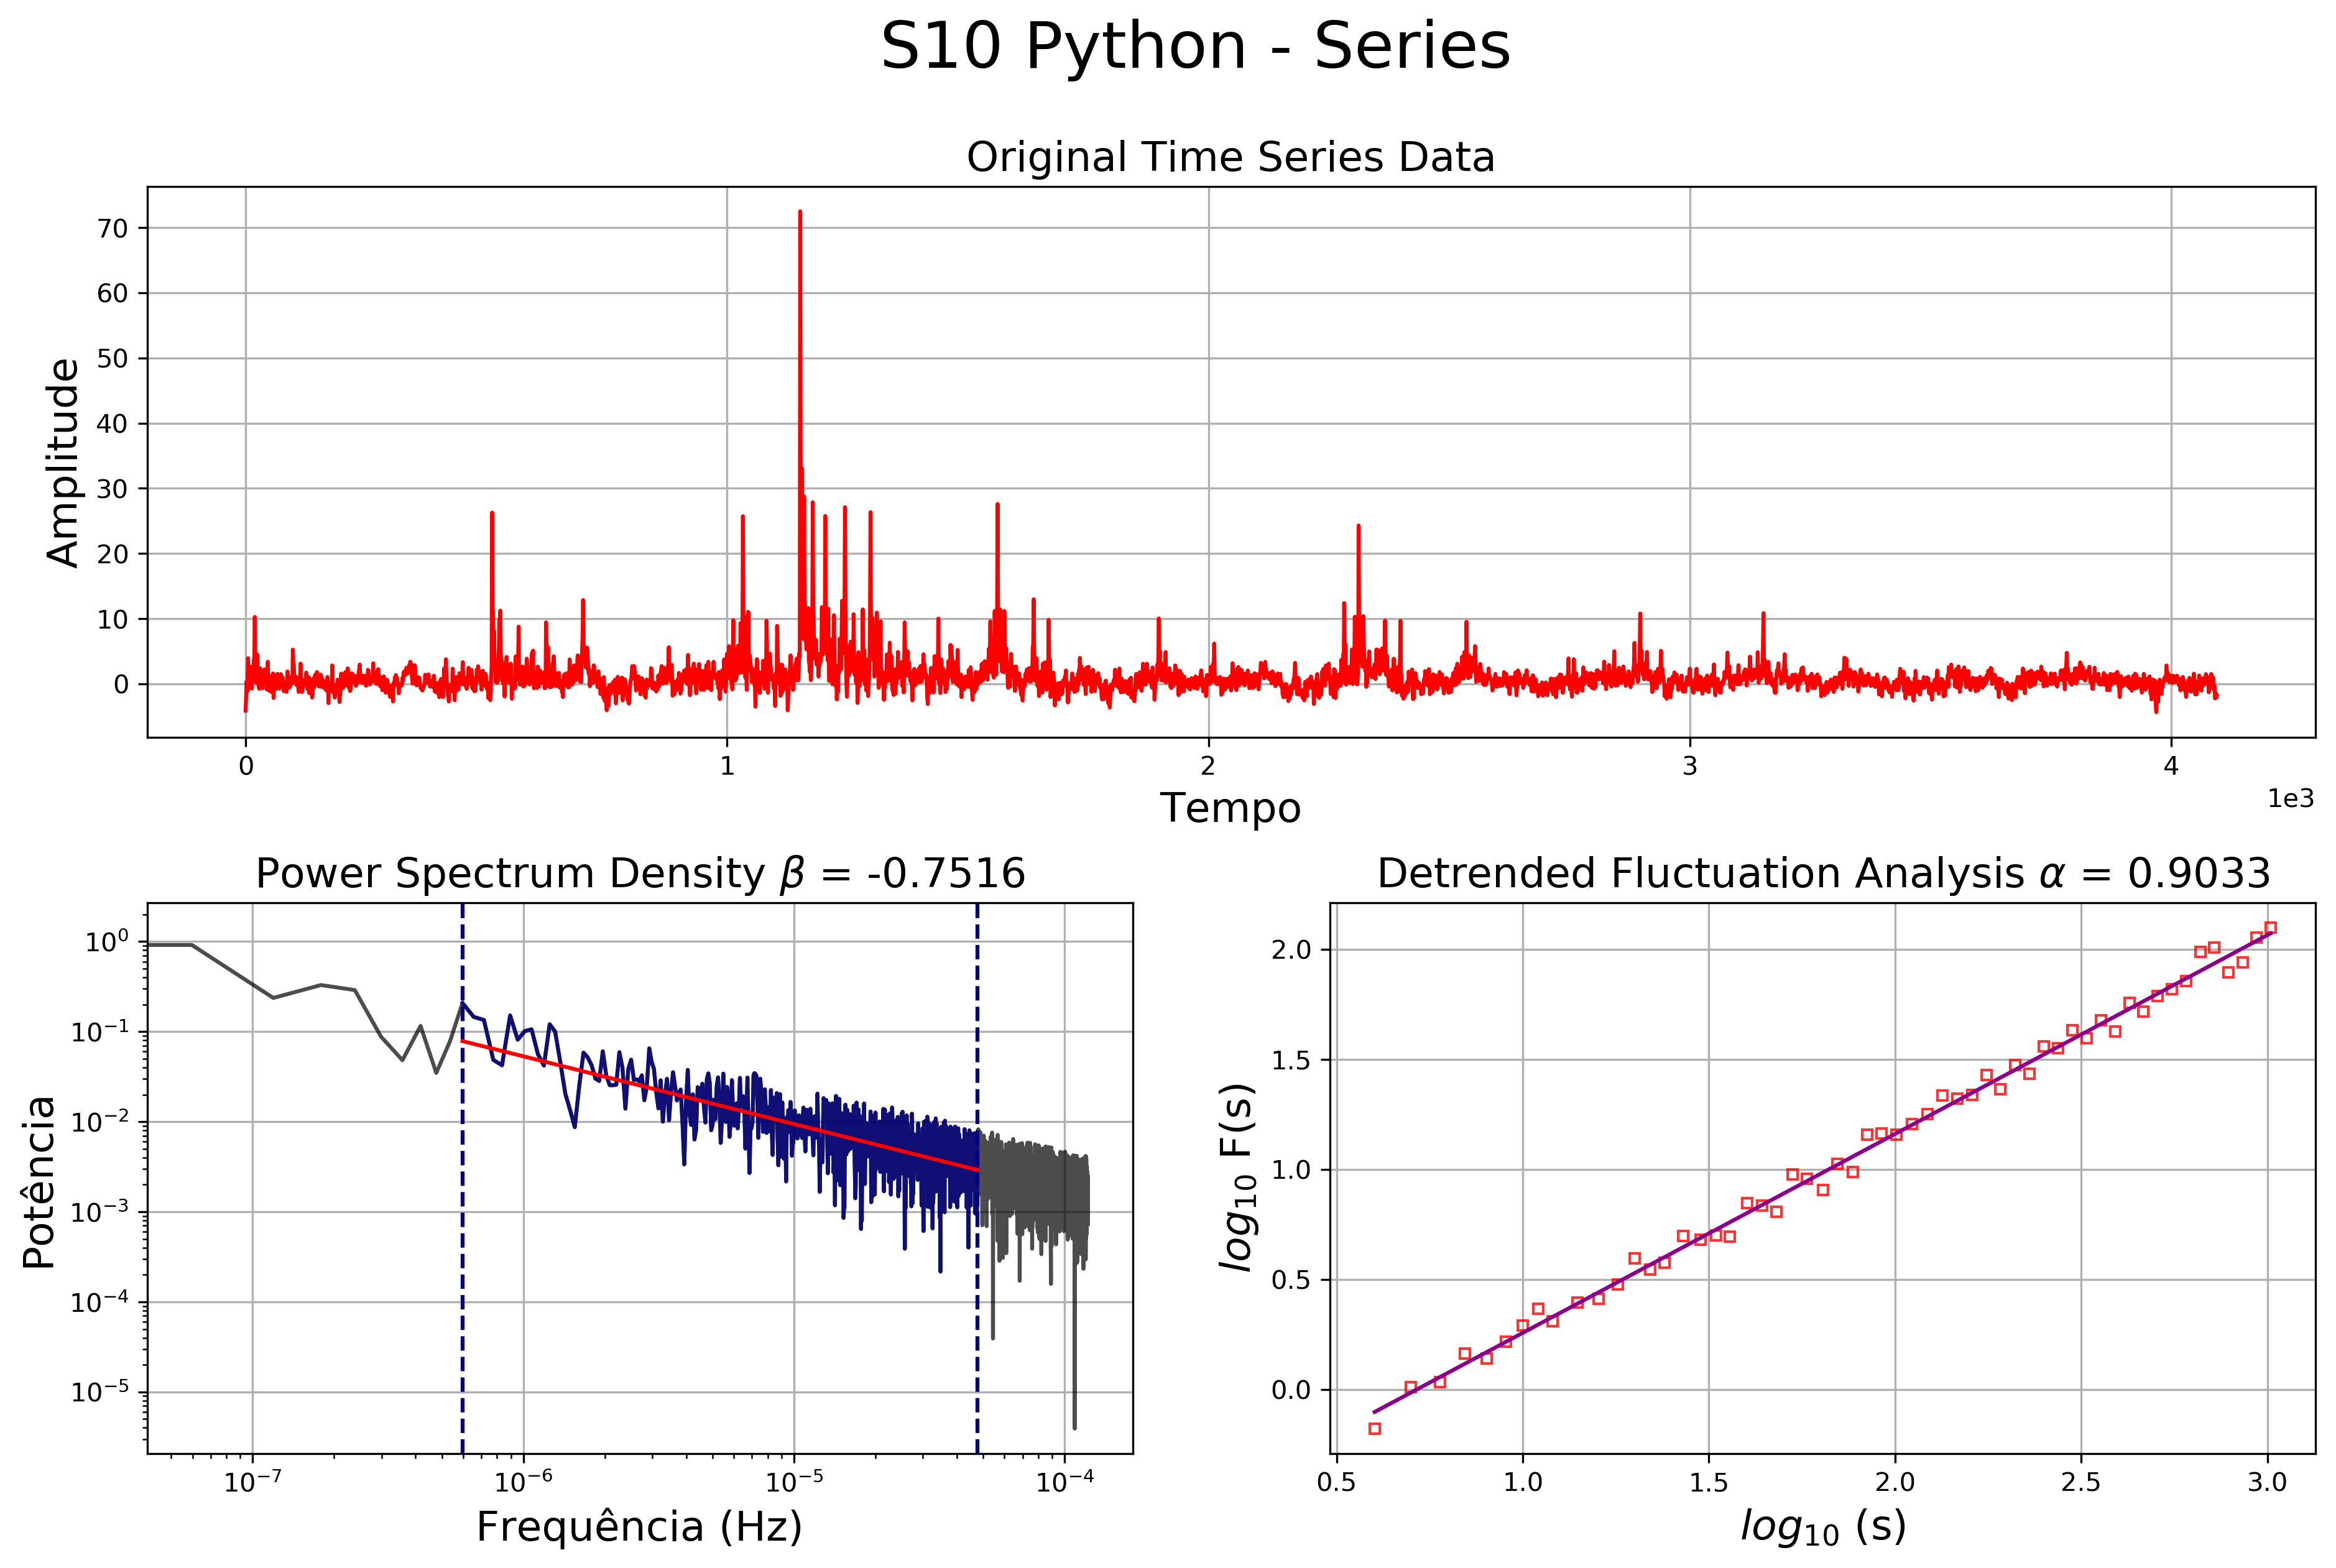 S10 Python - Series
Original Time Series Data
Amplitude
70
60
50
40
30
20
10
0
0 1 2 3 4
1e3
Tempo
Power Spectrum Density β = -0.7516
Potência
10⁰
10⁻¹
10⁻²
10⁻³
10⁻⁴
10⁻⁵
10⁻⁷ 10⁻⁶ 10⁻⁵ 10⁻⁴
Frequência (Hz)
Detrended Fluctuation Analysis α = 0.9033
log₁₀ F(s)
2.0
1.5
1.0
0.5
0.0
0.5 1.0 1.5 2.0 2.5 3.0
log₁₀ (s)